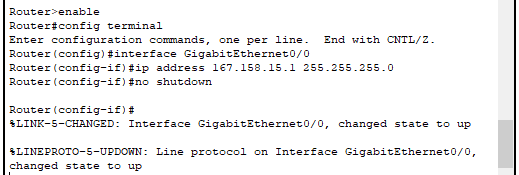 Router>enable
Router#config terminal
Enter configuration commands, one per line.  End with CNTL/Z.
Router(config)#interface GigabitEthernet0/0
Router(config-if)#ip address 167.158.15.1 255.255.255.0
Router(config-if)#no shutdown
Router(config-if)#
%LINK-5-CHANGED: Interface GigabitEthernet0/0, changed state to up
%LINEPROTO-5-UPDOWN: Line protocol on Interface GigabitEthernet0/0,
changed state to up